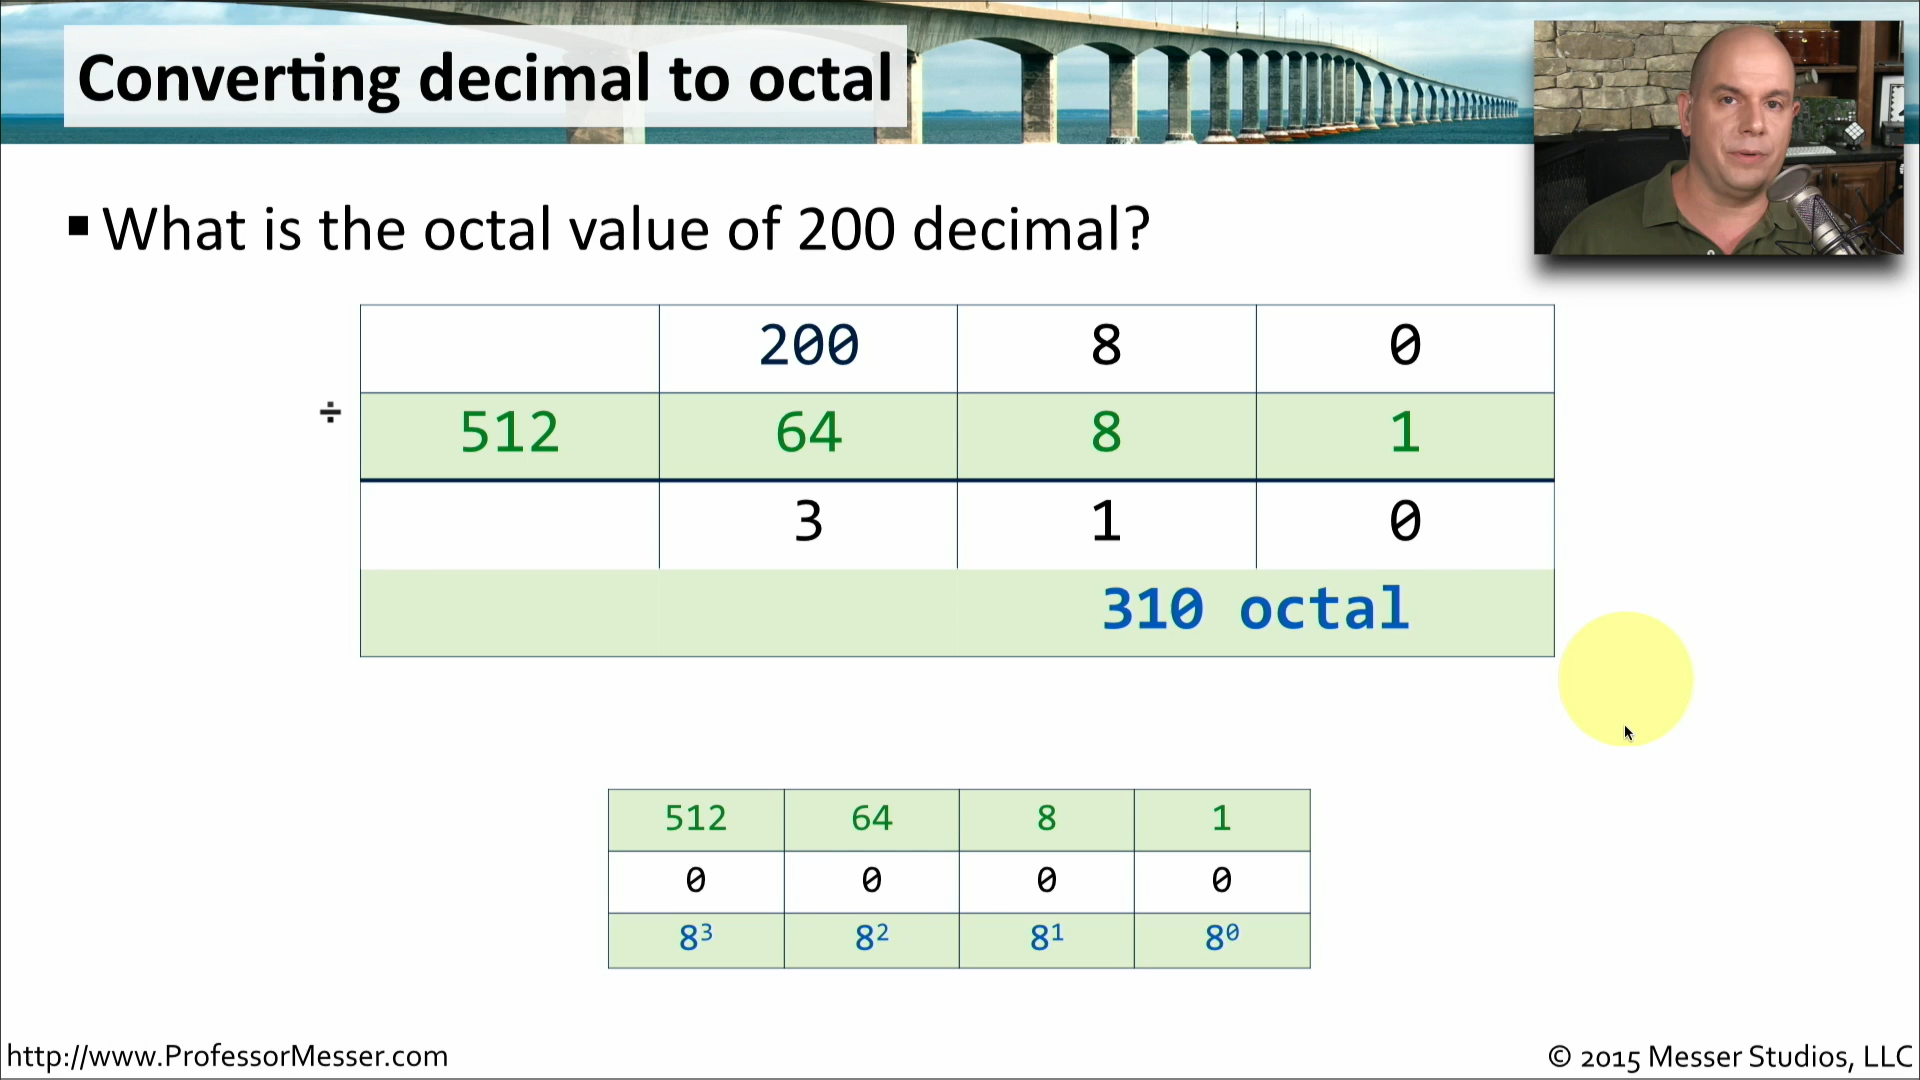 Converting decimal to octal
▪ What is the octal value of 200 decimal?
200 8 0
÷ 512 64 8 1
3 1 0
310 octal
512 64 8 1
0 0 0 0
8³ 8² 8¹ 8⁰
http://www.ProfessorMesser.com
© 2015 Messer Studios, LLC